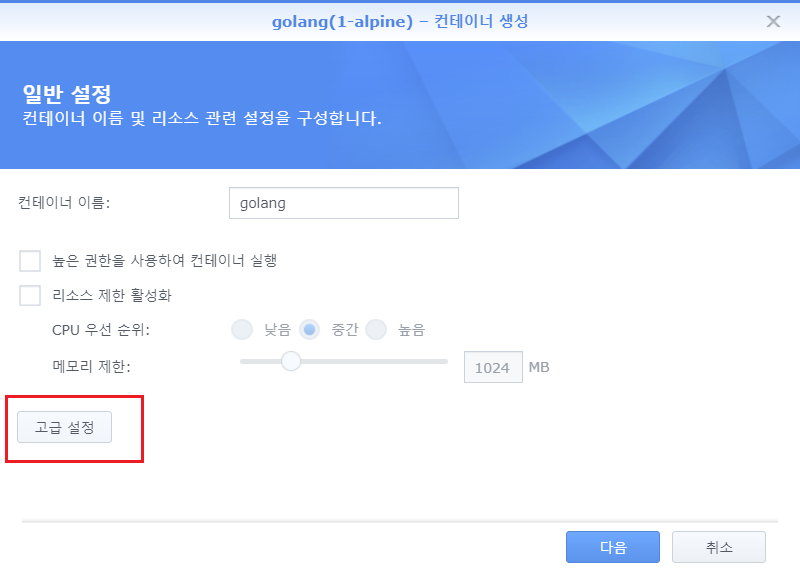 golang(1-alpine) – 컨테이너 생성
일반 설정
컨테이너 이름 및 리소스 관련 설정을 구성합니다.
컨테이너 이름: golang
높은 권한을 사용하여 컨테이너 실행
리소스 제한 활성화
CPU 우선 순위: 낮음 중간 높음
메모리 제한: 1024 MB
고급 설정
다음 취소